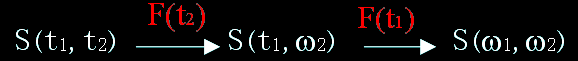 F(t₂) F(t₁)
S(t₁, t₂) → S(t₁, ω₂) → S(ω₁, ω₂)